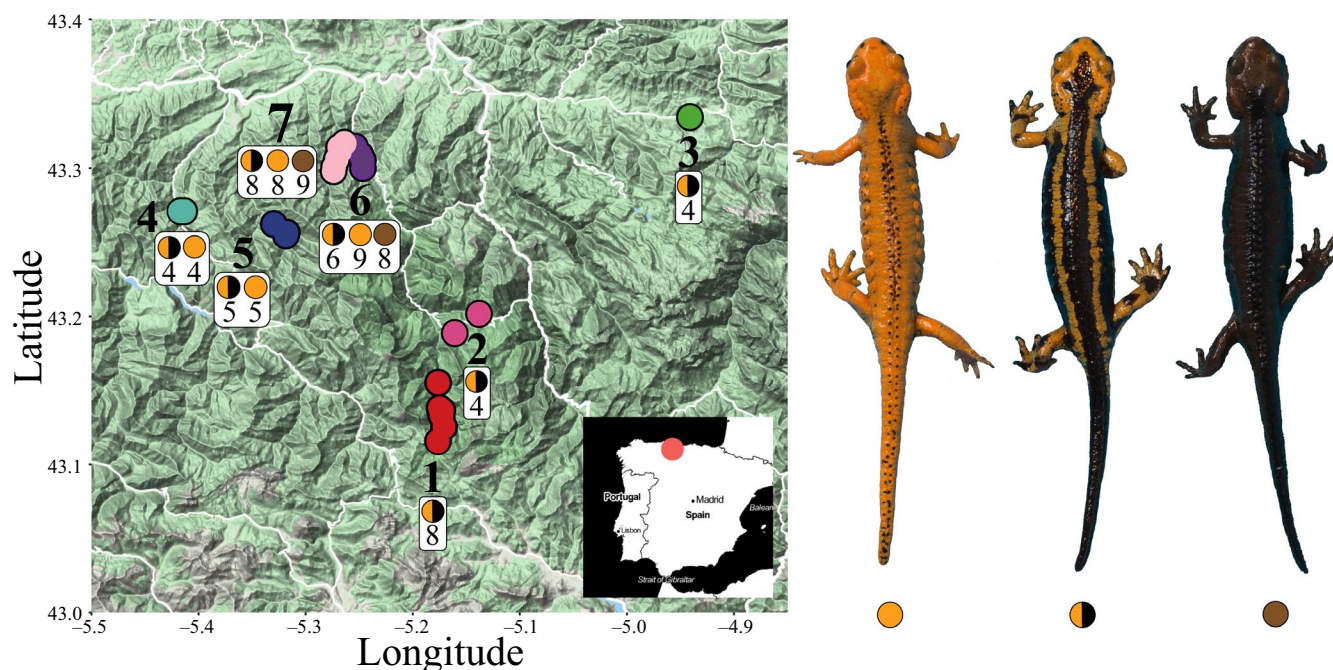 43.4
43.3
43.2
43.1
43.0
Latitude
−5.5
−5.4
−5.3
−5.2
−5.1
−5.0
−4.9
Longitude
7
8 8 9
6
6 9 8
3
4
4
4 4
5
5 5
2
4
1
8
Portugal
Madrid
Spain
Lisbon
Balean
Strait of Gibraltar